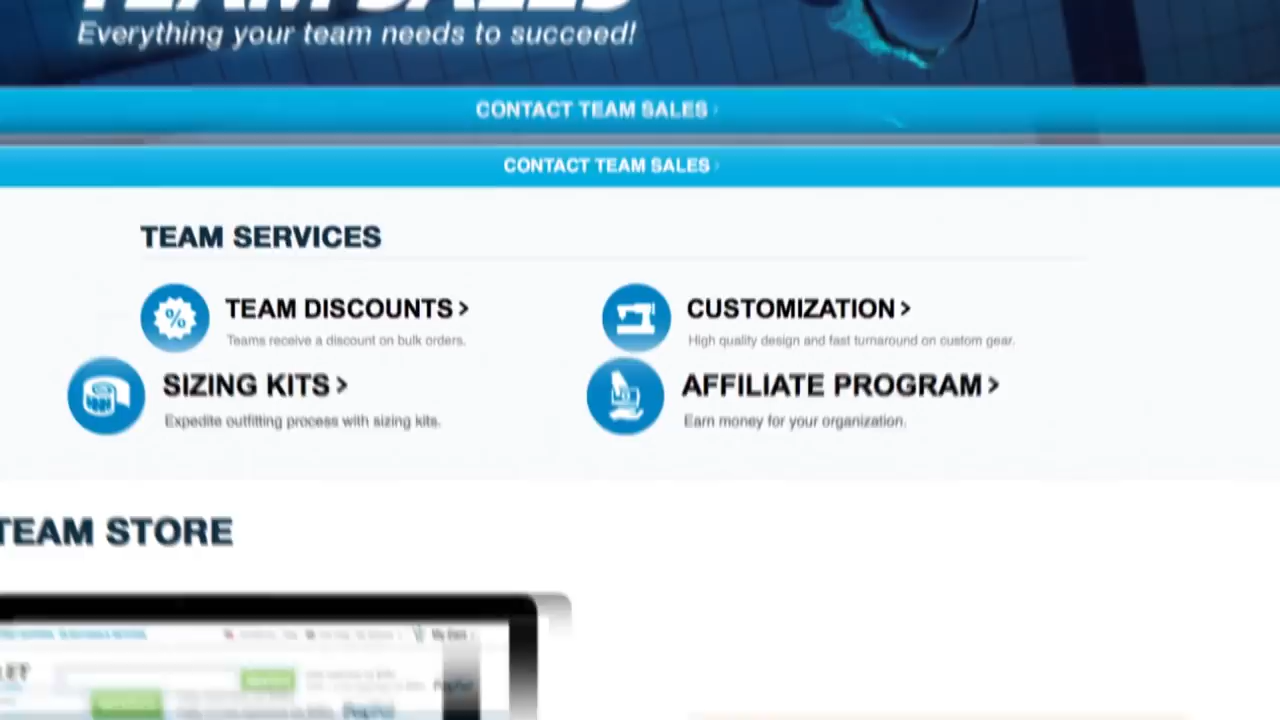 TEAM SALES
Everything your team needs to succeed!
CONTACT TEAM SALES ›
CONTACT TEAM SALES ›
TEAM SERVICES
TEAM DISCOUNTS >
Teams receive a discount on bulk orders.
CUSTOMIZATION >
High quality design and fast turnaround on custom gear.
SIZING KITS >
Expedite outfitting process with sizing kits.
AFFILIATE PROGRAM >
Earn money for your organization.
TEAM STORE